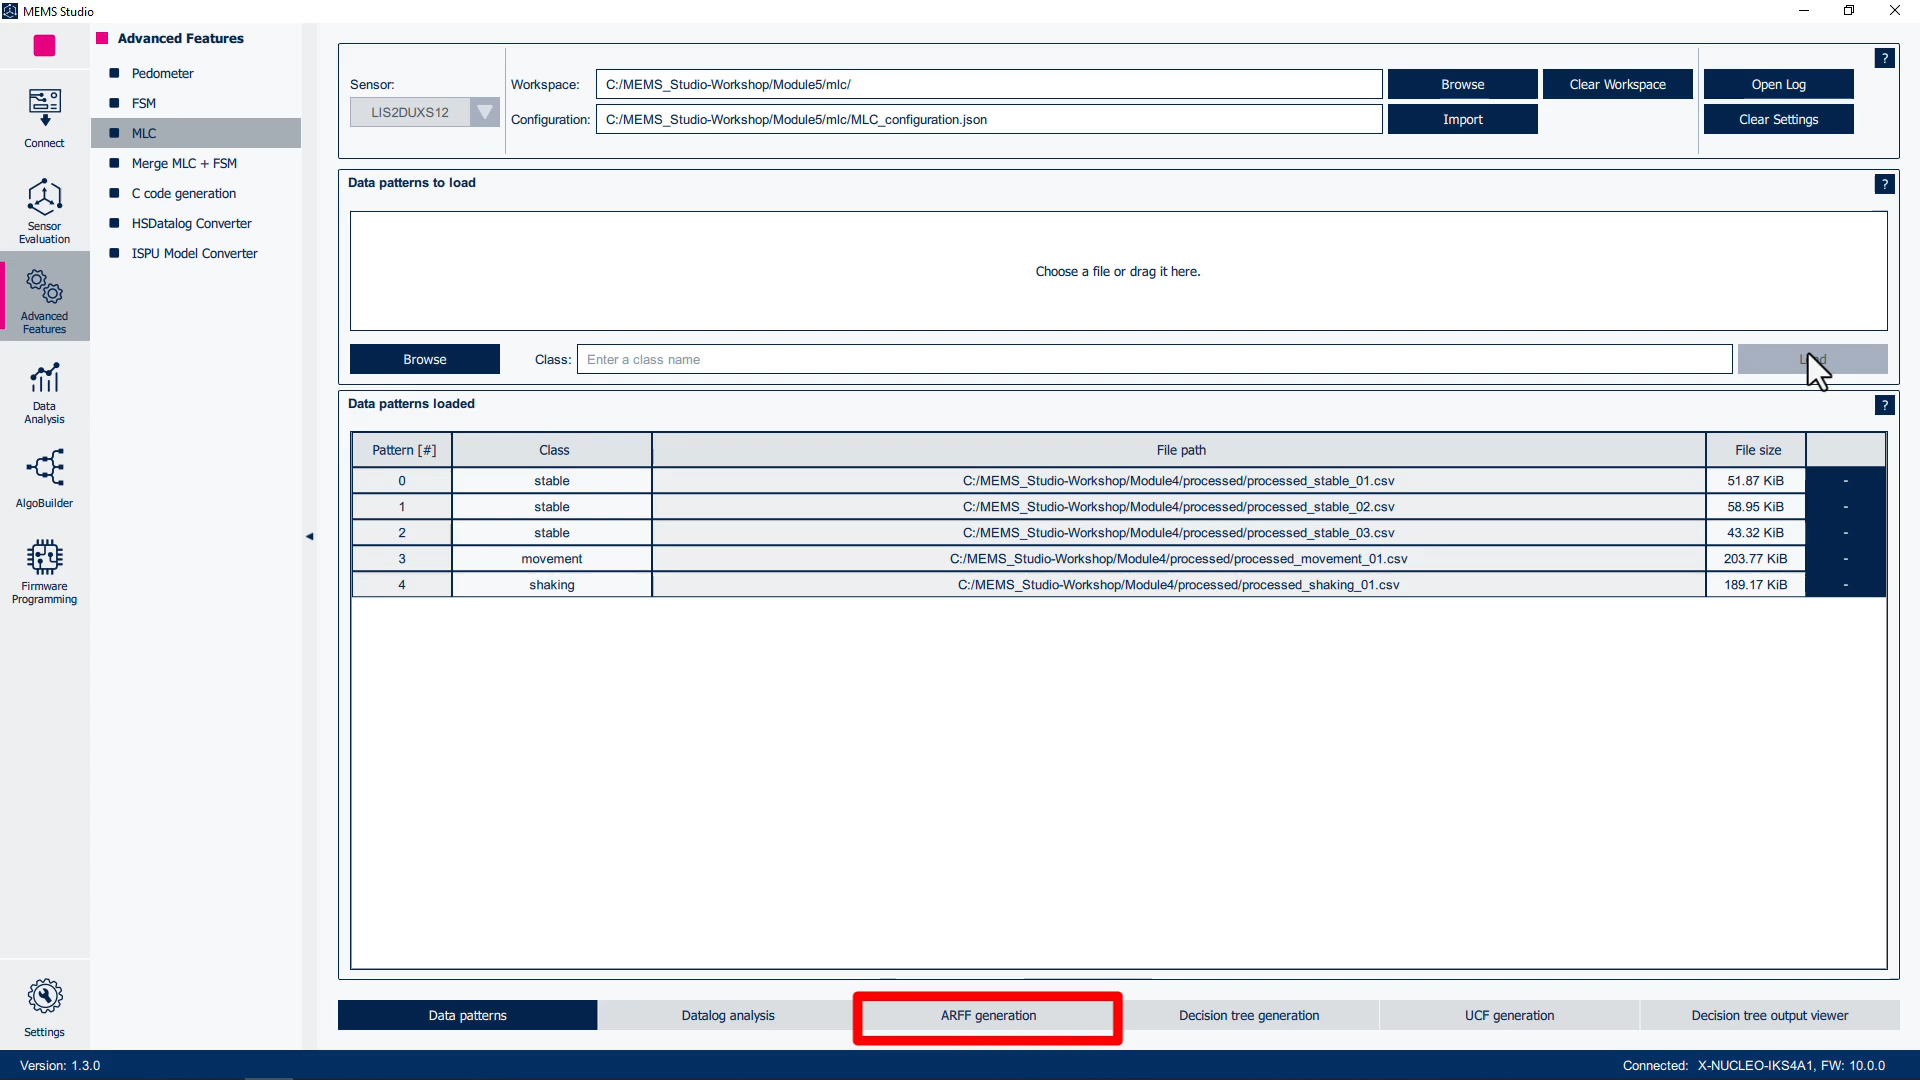 MEMS Studio
Advanced Features
Pedometer
FSM
MLC
Merge MLC + FSM
C code generation
HSDatalog Converter
ISPU Model Converter
Connect
Sensor
Evaluation
Advanced
Features
Data
Analysis
AlgoBuilder
Firmware
Programming
Settings
Sensor:
LIS2DUXS12
Workspace: C:/MEMS_Studio-Workshop/Module5/mlc/ Browse Clear Workspace Open Log ?
Configuration: C:/MEMS_Studio-Workshop/Module5/mlc/MLC_configuration.json Import Clear Settings
Data patterns to load ?
Choose a file or drag it here.
Browse Class: Enter a class name
Data patterns loaded ?
Pattern [#] Class File path File size
0 stable C:/MEMS_Studio-Workshop/Module4/processed/processed_stable_01.csv 51.87 KiB -
1 stable C:/MEMS_Studio-Workshop/Module4/processed/processed_stable_02.csv 58.95 KiB -
2 stable C:/MEMS_Studio-Workshop/Module4/processed/processed_stable_03.csv 43.32 KiB -
3 movement C:/MEMS_Studio-Workshop/Module4/processed/processed_movement_01.csv 203.77 KiB -
4 shaking C:/MEMS_Studio-Workshop/Module4/processed/processed_shaking_01.csv 189.17 KiB -
Data patterns Datalog analysis ARFF generation Decision tree generation UCF generation Decision tree output viewer
Version: 1.3.0 Connected: X-NUCLEO-IKS4A1, FW: 10.0.0